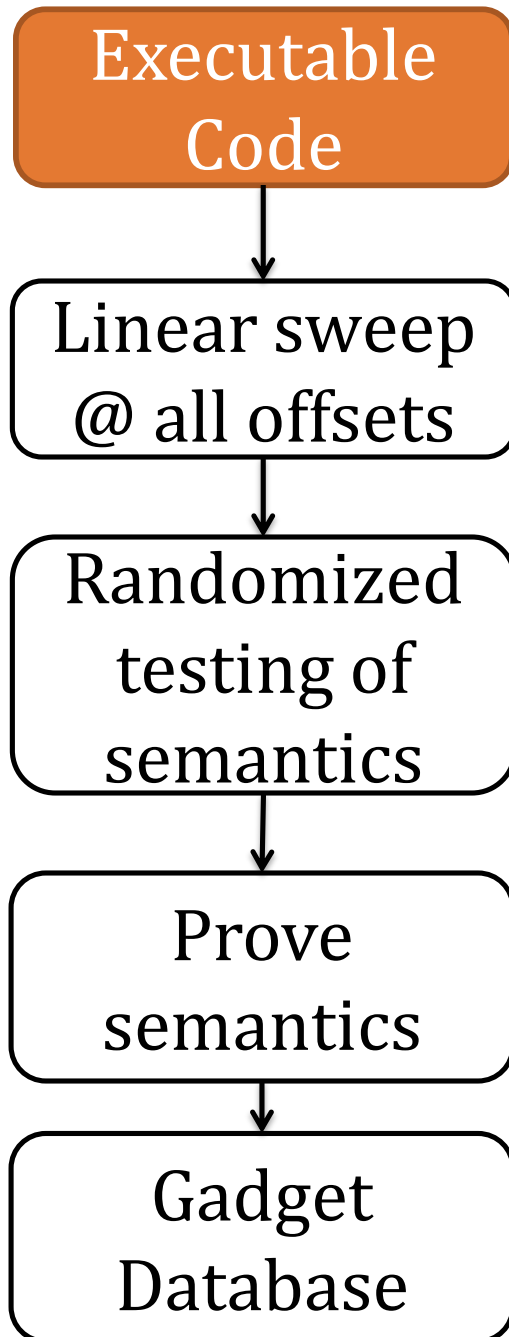 Executable
Code
Linear sweep
@ all offsets
Randomized
testing of
semantics
Prove
semantics
Gadget
Database